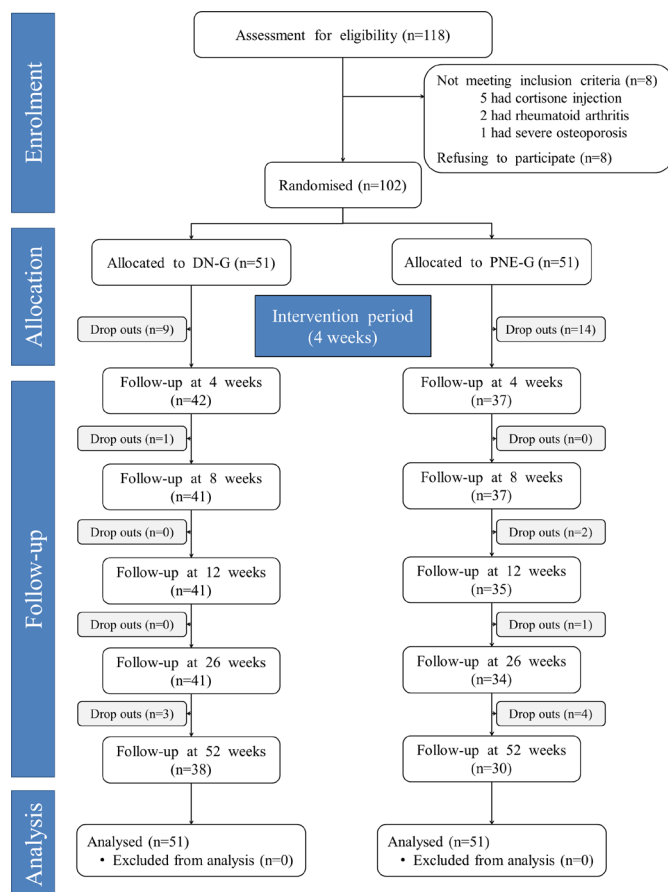 Enrolment
Assessment for eligibility (n=118)
Not meeting inclusion criteria (n=8)
5 had cortisone injection
2 had rheumatoid arthritis
1 had severe osteoporosis
Refusing to participate (n=8)
Randomised (n=102)
Allocation
Allocated to DN-G (n=51)
Allocated to PNE-G (n=51)
Intervention period
(4 weeks)
Drop outs (n=9)
Drop outs (n=14)
Follow-up
Follow-up at 4 weeks
(n=42)
Follow-up at 4 weeks
(n=37)
Drop outs (n=1)
Drop outs (n=0)
Follow-up at 8 weeks
(n=41)
Follow-up at 8 weeks
(n=37)
Drop outs (n=0)
Drop outs (n=2)
Follow-up at 12 weeks
(n=41)
Follow-up at 12 weeks
(n=35)
Drop outs (n=0)
Drop outs (n=1)
Follow-up at 26 weeks
(n=41)
Follow-up at 26 weeks
(n=34)
Drop outs (n=3)
Drop outs (n=4)
Follow-up at 52 weeks
(n=38)
Follow-up at 52 weeks
(n=30)
Analysis
Analysed (n=51)
• Excluded from analysis (n=0)
Analysed (n=51)
• Excluded from analysis (n=0)